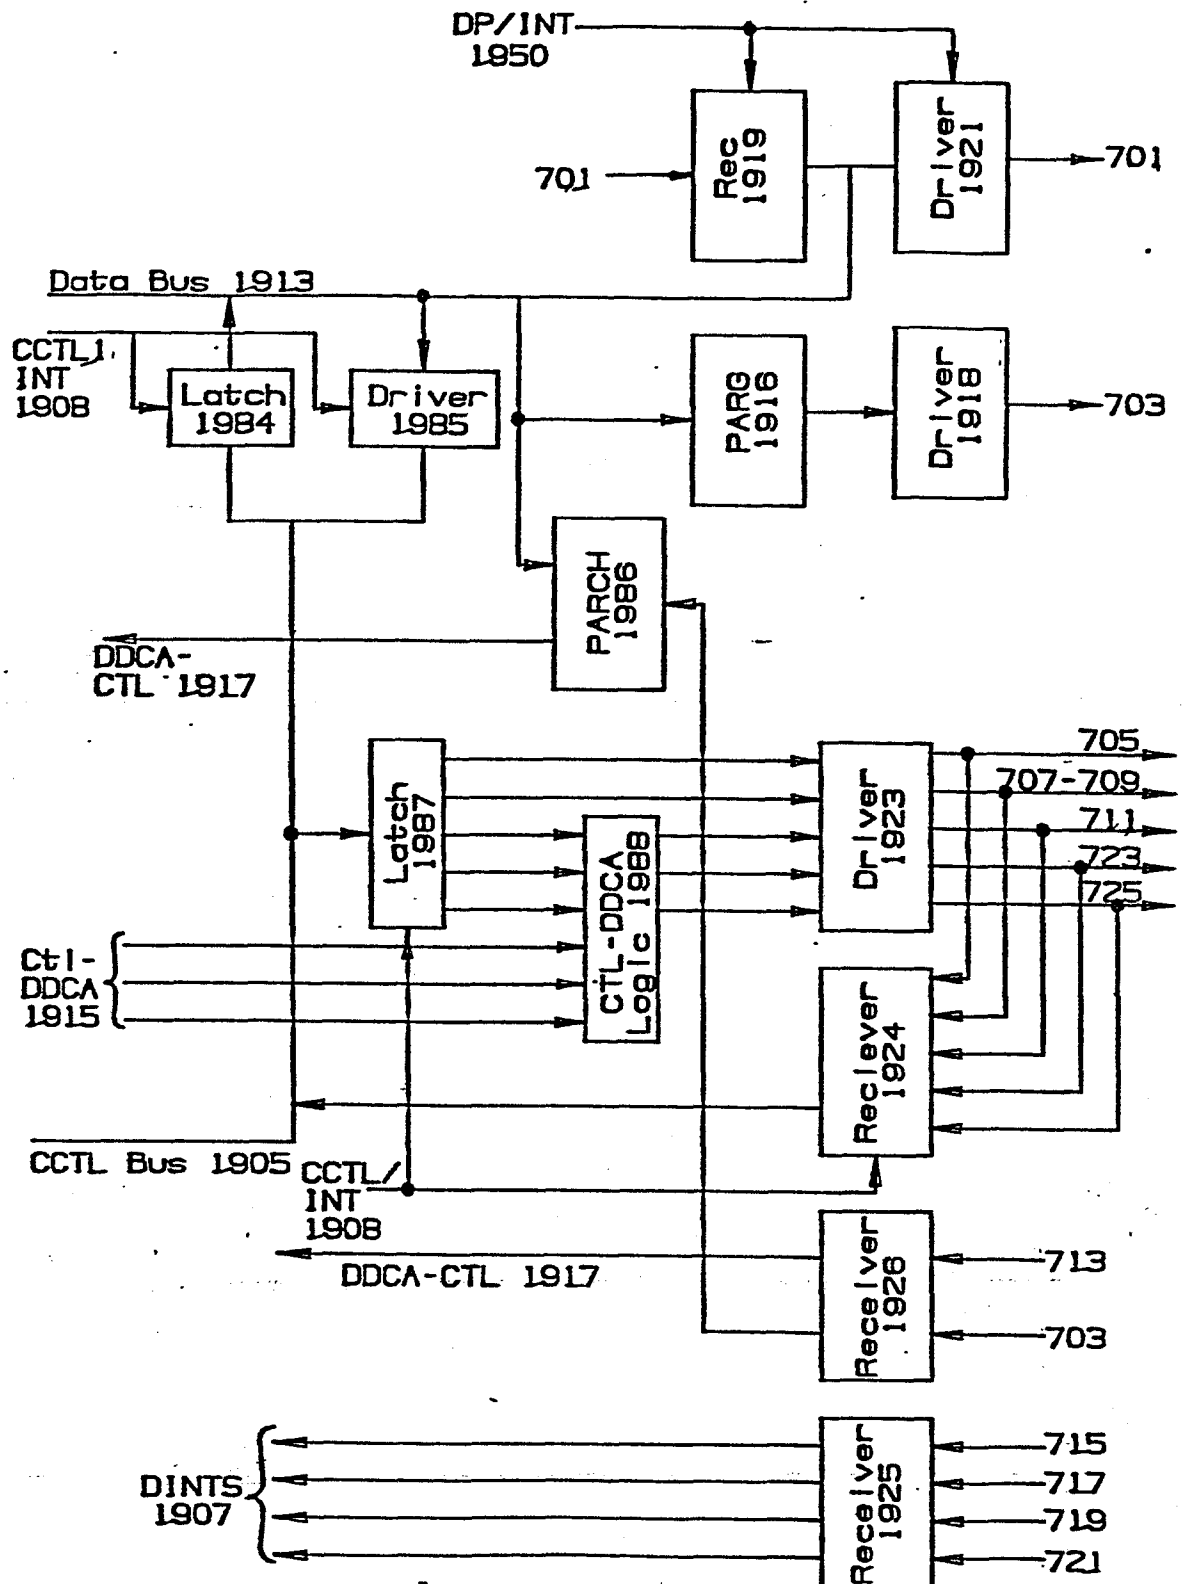 DP/INT
1950
Rec
1919
Driver
1921
701
701
Data Bus 1913
CCTL1
INT
1908
Latch
1984
Driver
1985
PARG
1916
Driver
1918
703
PARCH
1986
DDCA-
CTL 1917
Latch
1987
CTL-DDCA
Logic 1988
Driver
1923
705
707-709
711
723
725
Ctl-
DDCA
1915
Reciever
1924
CCTL Bus 1905
CCTL/
INT
1908
DDCA-CTL 1917
Receiver
1926
713
703
DINTS
1907
Receiver
1925
715
717
719
721